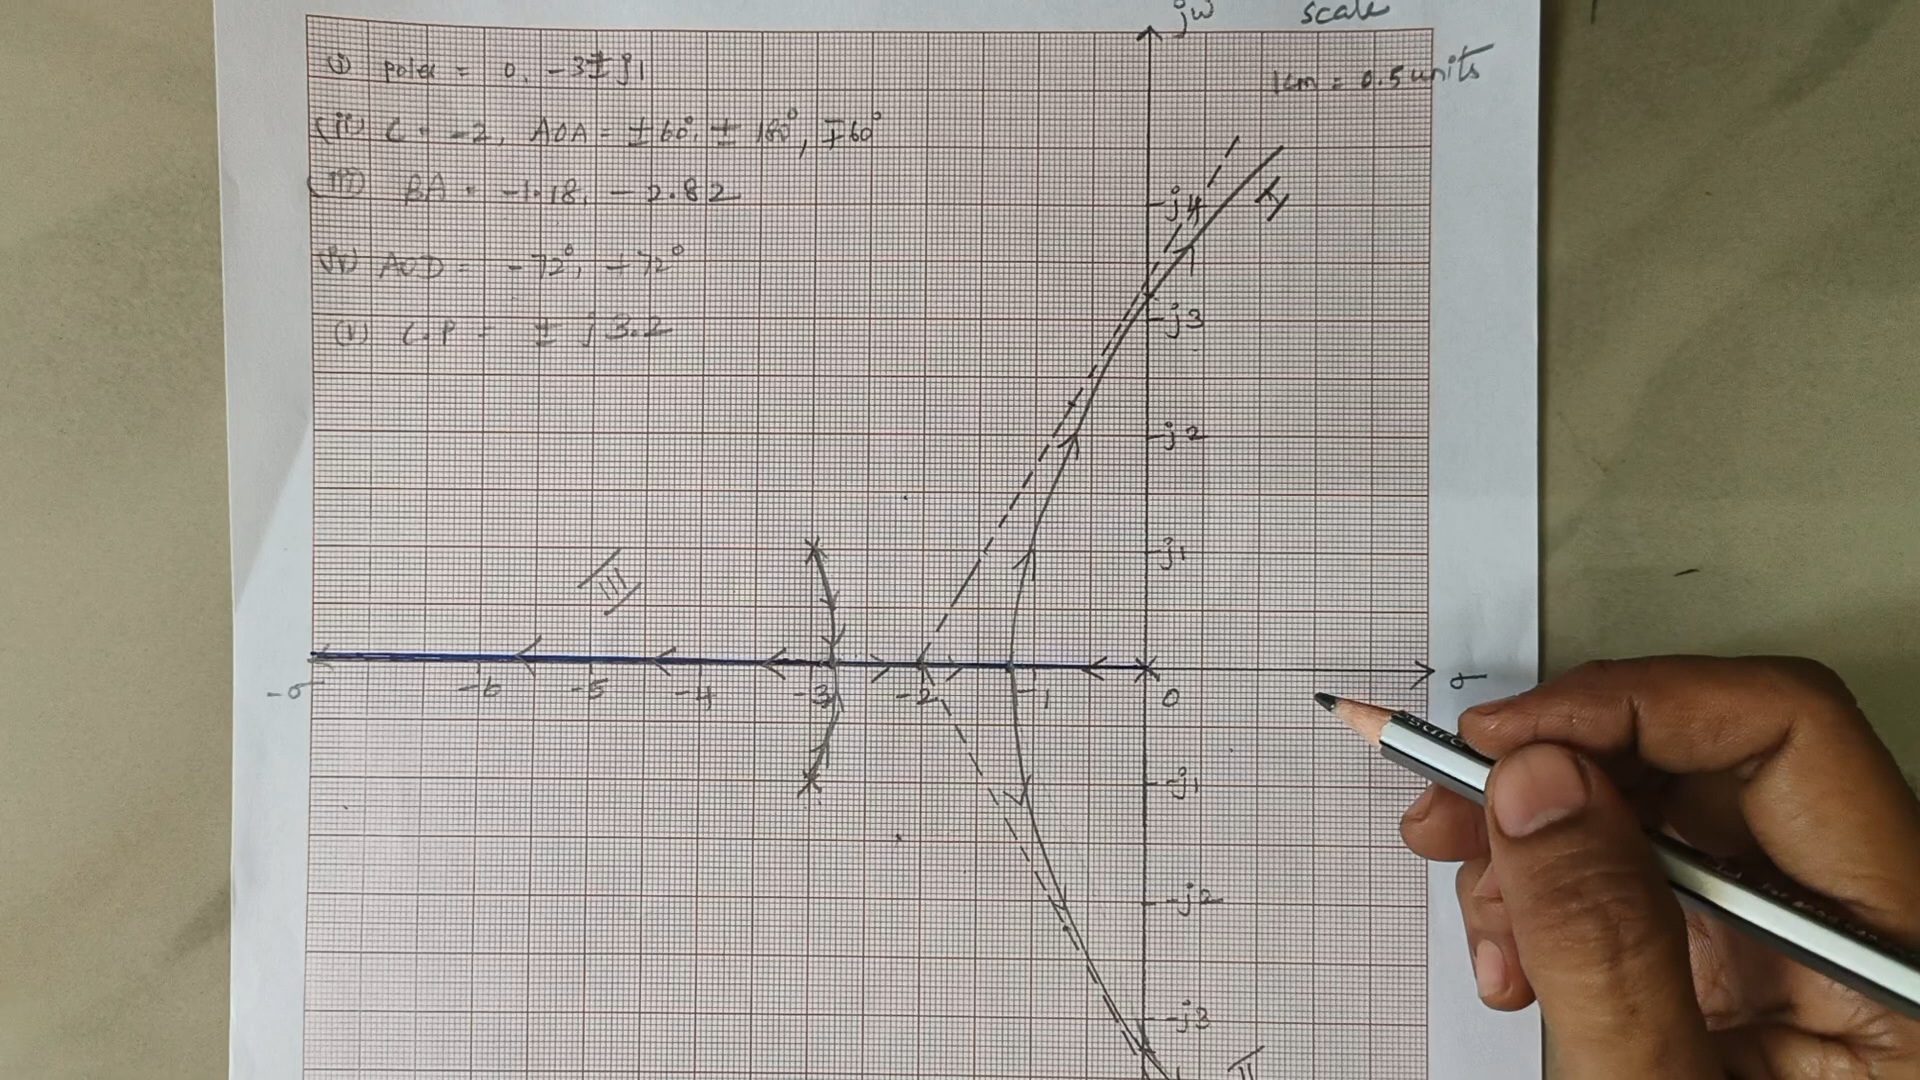 jω scale
1cm = 0.5 units
(i) poles = 0, -3±j1
(ii) C = -2, AOA = ±60°, ±180°, ∓60°
(iii) BA = -1.18, -2.82
(iv) AOD = -72°, +72°
(v) C.P = ± j3.2
I
j4
j3
j2
j1
III
-σ -6 -5 -4 -3 -2 -1 0 σ
-j1
-j2
-j3
II